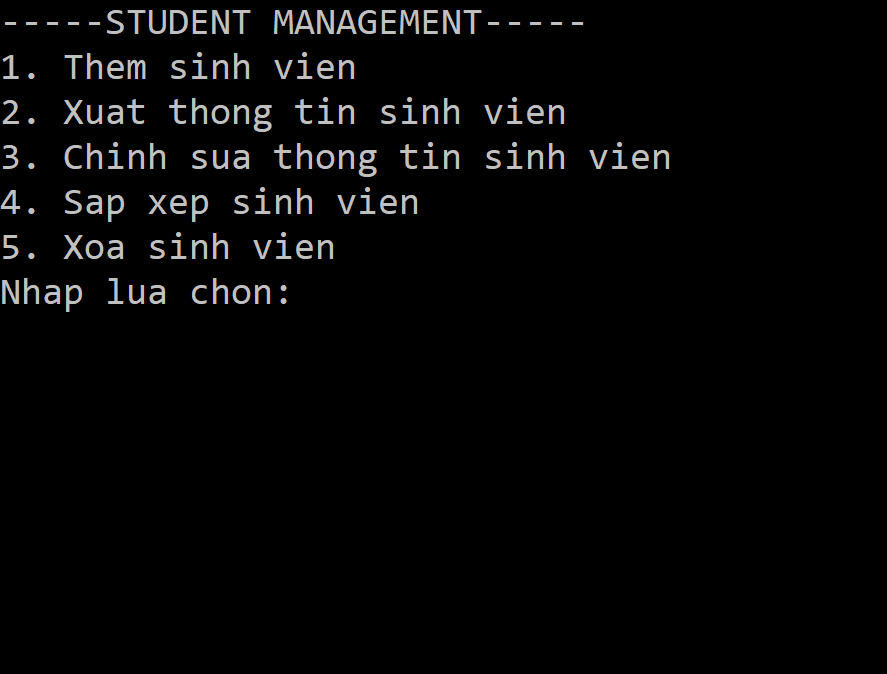 -----STUDENT MANAGEMENT-----
1. Them sinh vien
2. Xuat thong tin sinh vien
3. Chinh sua thong tin sinh vien
4. Sap xep sinh vien
5. Xoa sinh vien
Nhap lua chon: